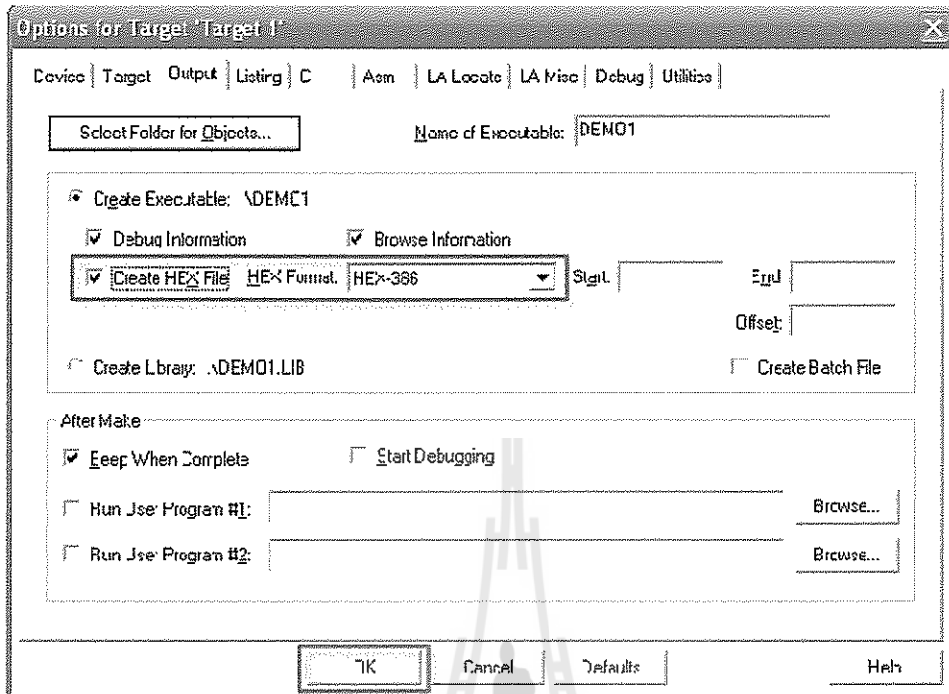 Options for Target 'Target 1'
Device Target Output Listing C Asm LA Locate LA Misc Debug Utilities
Select Folder for Objects... Name of Executable: DEMO1
Create Executable: .\DEMO1
Debug Information Browse Information
Create HEX File HEX Format: HEX-386 Start: End:
Offset:
Create Library: .\DEMO1.LIB Create Batch File
After Make
Beep When Complete Start Debugging
Run User Program #1: Browse...
Run User Program #2: Browse...
OK Cancel Defaults Help